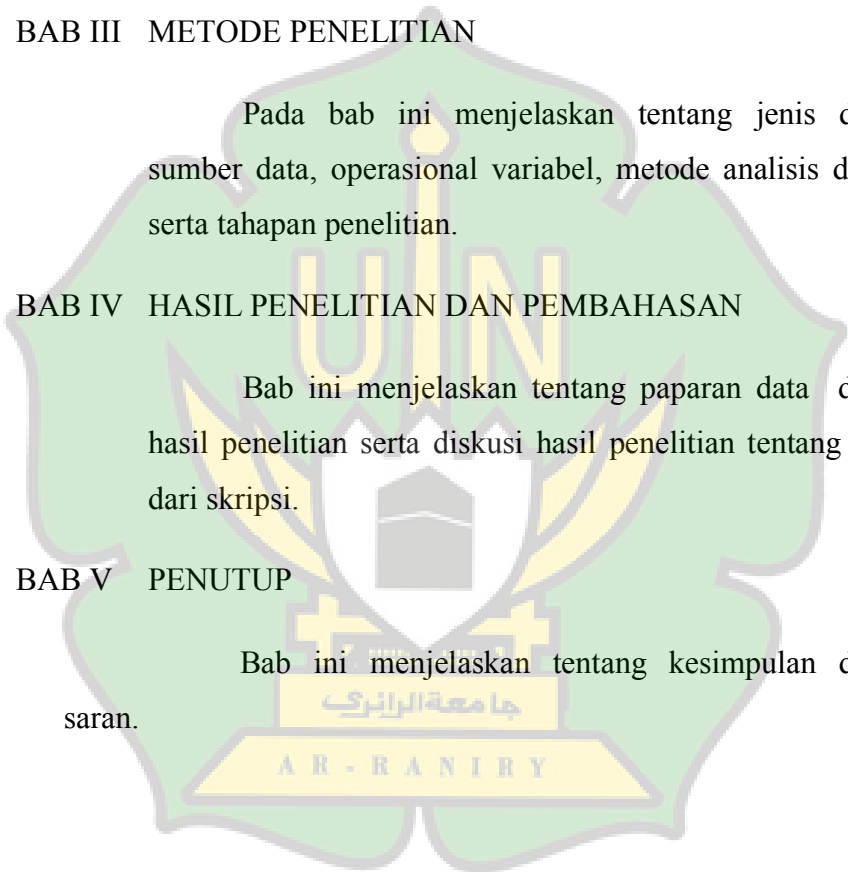 BAB III METODE PENELITIAN
Pada bab ini menjelaskan tentang jenis d
sumber data, operasional variabel, metode analisis d
serta tahapan penelitian.
BAB IV HASIL PENELITIAN DAN PEMBAHASAN
Bab ini menjelaskan tentang paparan data d
hasil penelitian serta diskusi hasil penelitian tentang
dari skripsi.
BAB V PENUTUP
Bab ini menjelaskan tentang kesimpulan d
saran.
UIN
جامعةالرانري
AR-RANIRY